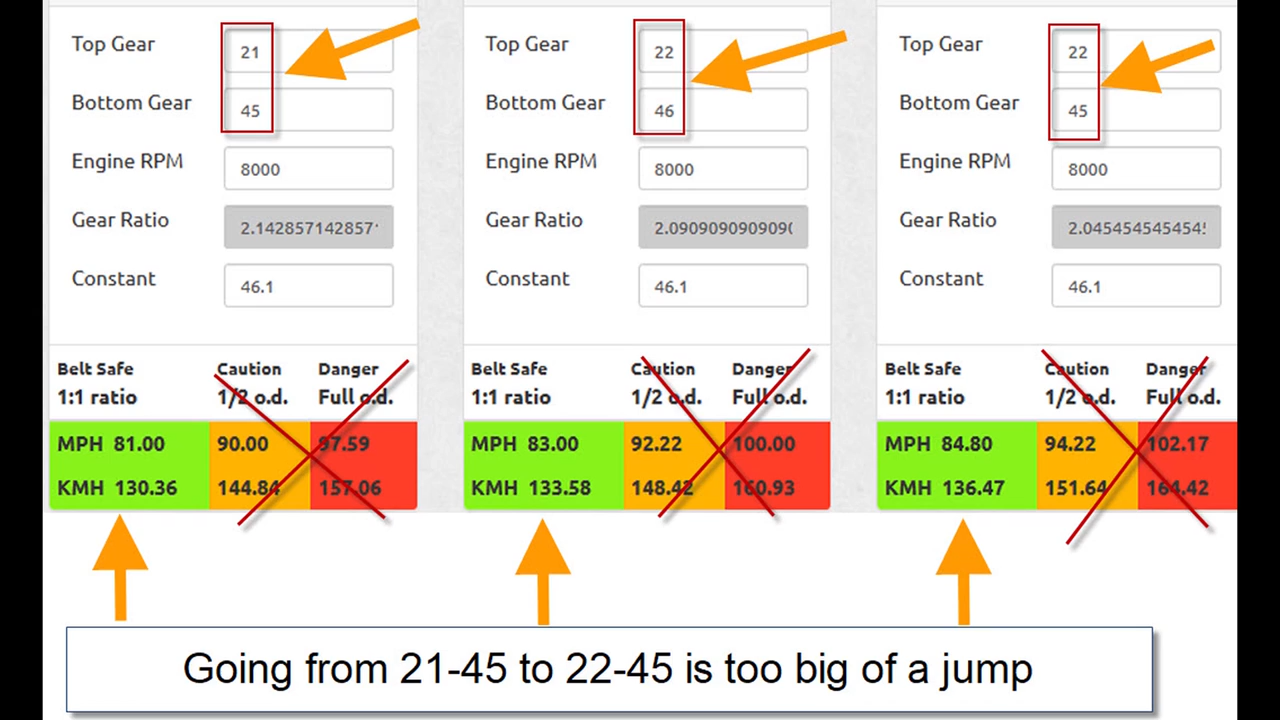 Top Gear 21
Bottom Gear 45
Engine RPM 8000
Gear Ratio 2.142857142857
Constant 46.1
Belt Safe Caution Danger
1:1 ratio 1/2 o.d. Full o.d.
MPH 81.00 90.00 97.59
KMH 130.36 144.84 157.06
Top Gear 22
Bottom Gear 46
Engine RPM 8000
Gear Ratio 2.090909090909
Constant 46.1
Belt Safe Caution Danger
1:1 ratio 1/2 o.d. Full o.d.
MPH 83.00 92.22 100.00
KMH 133.58 148.42 160.93
Top Gear 22
Bottom Gear 45
Engine RPM 8000
Gear Ratio 2.045454545454
Constant 46.1
Belt Safe Caution Danger
1:1 ratio 1/2 o.d. Full o.d.
MPH 84.80 94.22 102.17
KMH 136.47 151.64 164.42
Going from 21-45 to 22-45 is too big of a jump